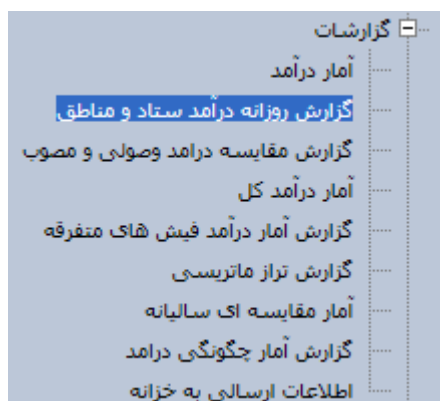 گزارشات
آمار درآمد
گزارش روزانه درآمد ستاد و مناطق
گزارش مقایسه درامد وصولی و مصوب
آمار درآمد کل
گزارش آمار درآمد فیش های متفرقه
گزارش تراز ماتریسی
آمار مقایسه ای سالیانه
گزارش آمار چگونگی درامد
اطلاعات ارسالی به خزانه